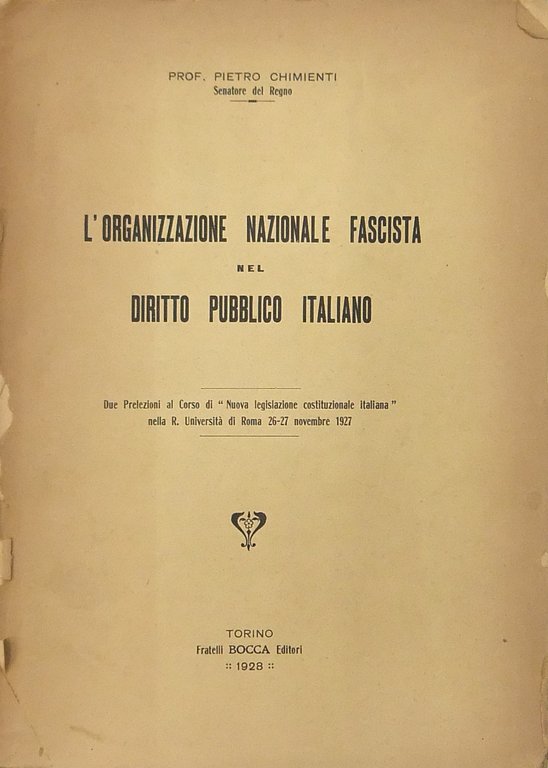 PROF. PIETRO CHIMIENTI
Senatore del Regno
L'ORGANIZZAZIONE NAZIONALE FASCISTA
NEL
DIRITTO PUBBLICO ITALIANO
Due Prelezioni al Corso di “ Nuova legislazione costituzionale italiana ”
nella R. Università di Roma 26-27 novembre 1927
TORINO
Fratelli BOCCA Editori
:: 1928 ::